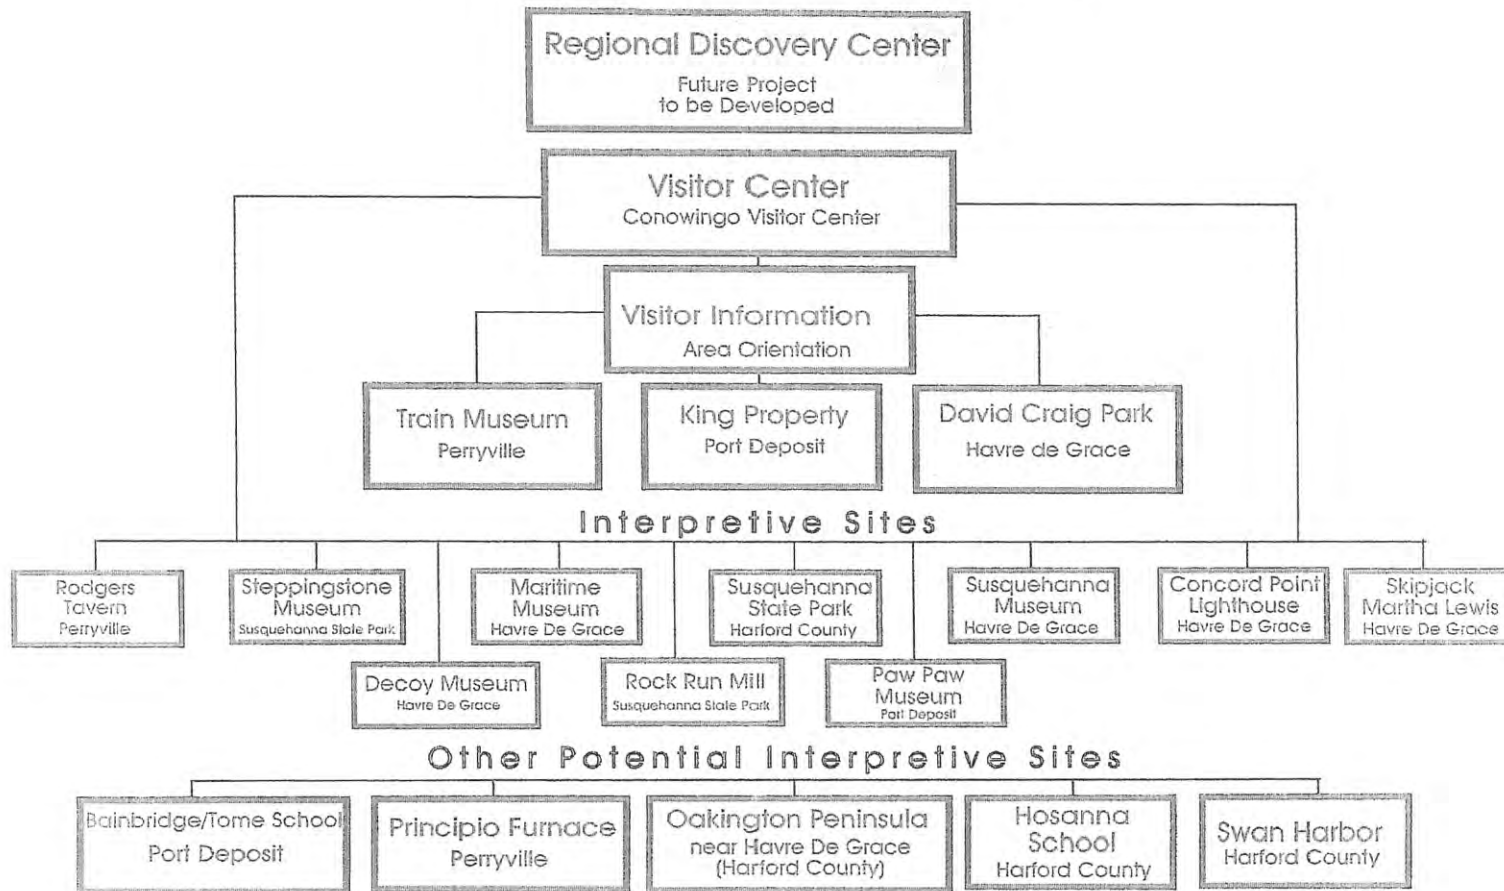 Regional Discovery Center
Future Project
to be Developed
Visitor Center
Conowingo Visitor Center
Visitor Information
Area Orientation
Train Museum
Perryville
King Property
Port Deposit
David Craig Park
Havre de Grace
Interpretive Sites
Rodgers
Tavern
Perryville
Steppingstone
Museum
Susquehanna State Park
Maritime
Museum
Havre De Grace
Susquehanna
State Park
Harford County
Susquehanna
Museum
Havre De Grace
Concord Point
Lighthouse
Havre De Grace
Skipjack
Martha Lewis
Havre De Grace
Decoy Museum
Havre De Grace
Rock Run Mill
Susquehanna State Park
Paw Paw
Museum
Port Deposit
Other Potential Interpretive Sites
Bainbridge/Tome School
Port Deposit
Principio Furnace
Perryville
Oakington Peninsula
near Havre De Grace
(Harford County)
Hosanna
School
Harford County
Swan Harbor
Harford County